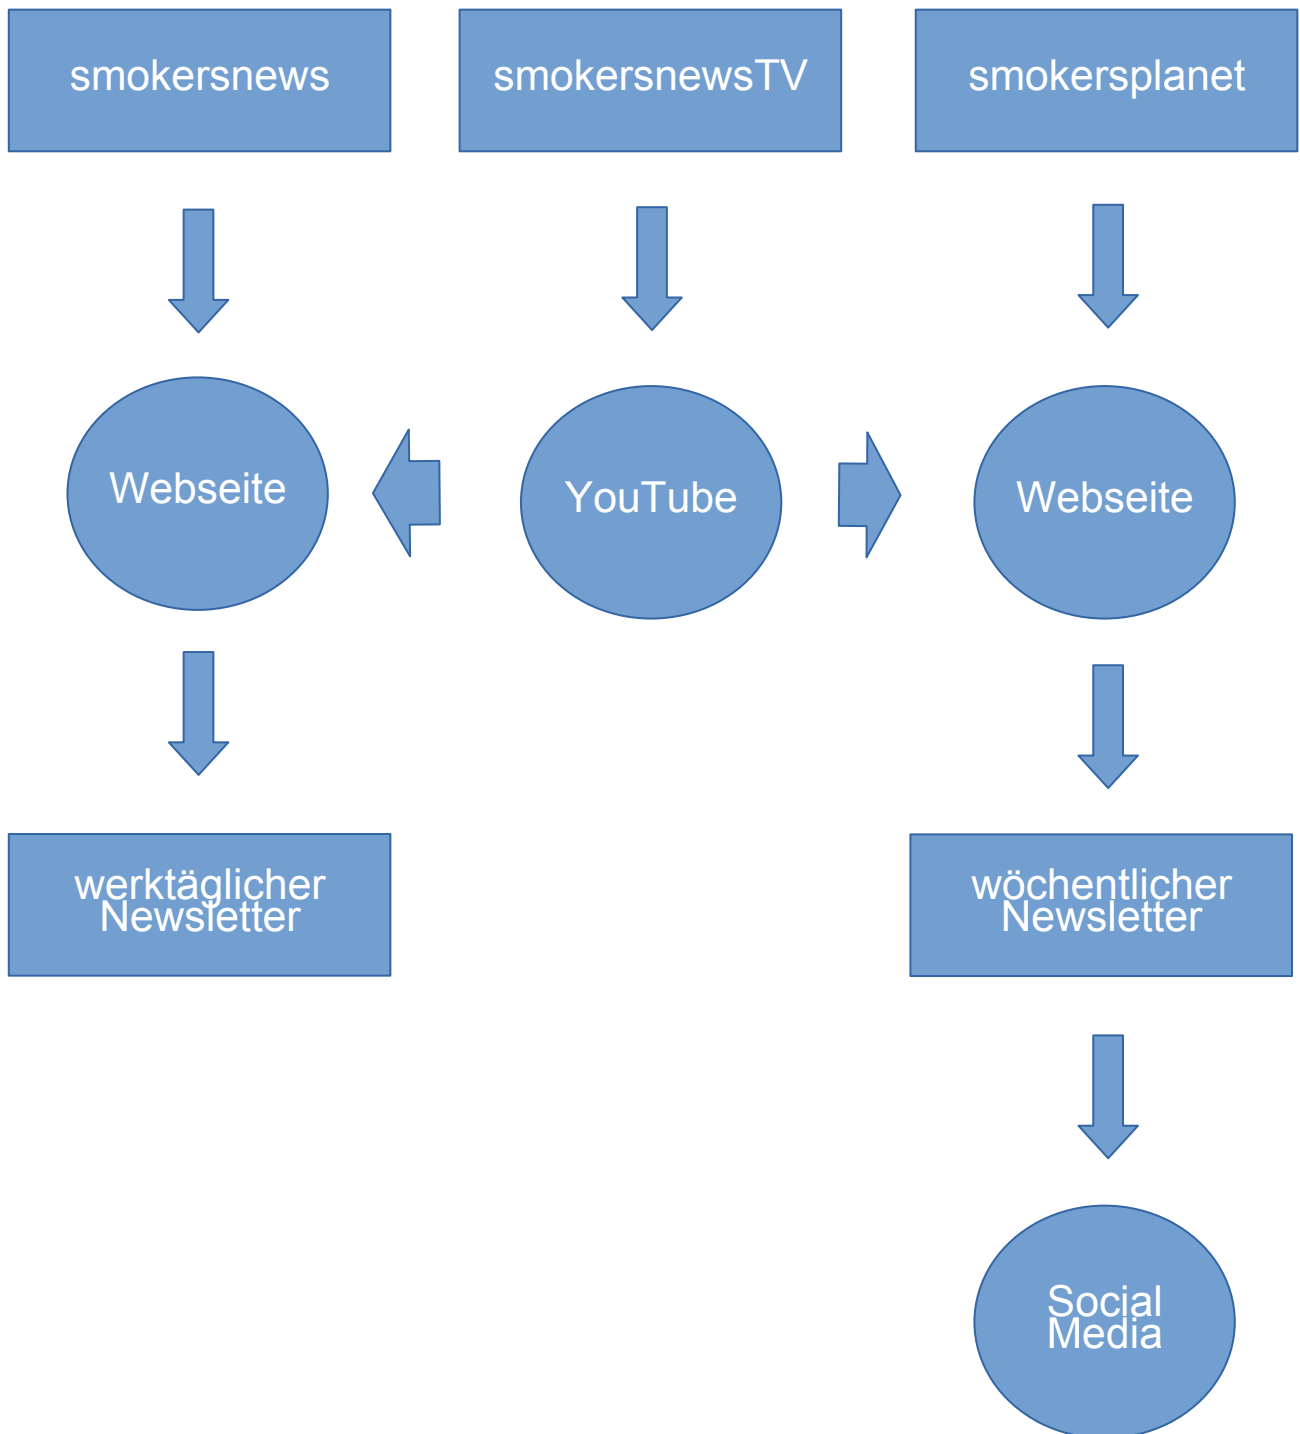 smokersnews
smokersnewsTV
smokersplanet
Webseite
YouTube
Webseite
werktäglicher
Newsletter
wöchentlicher
Newsletter
Social
Media